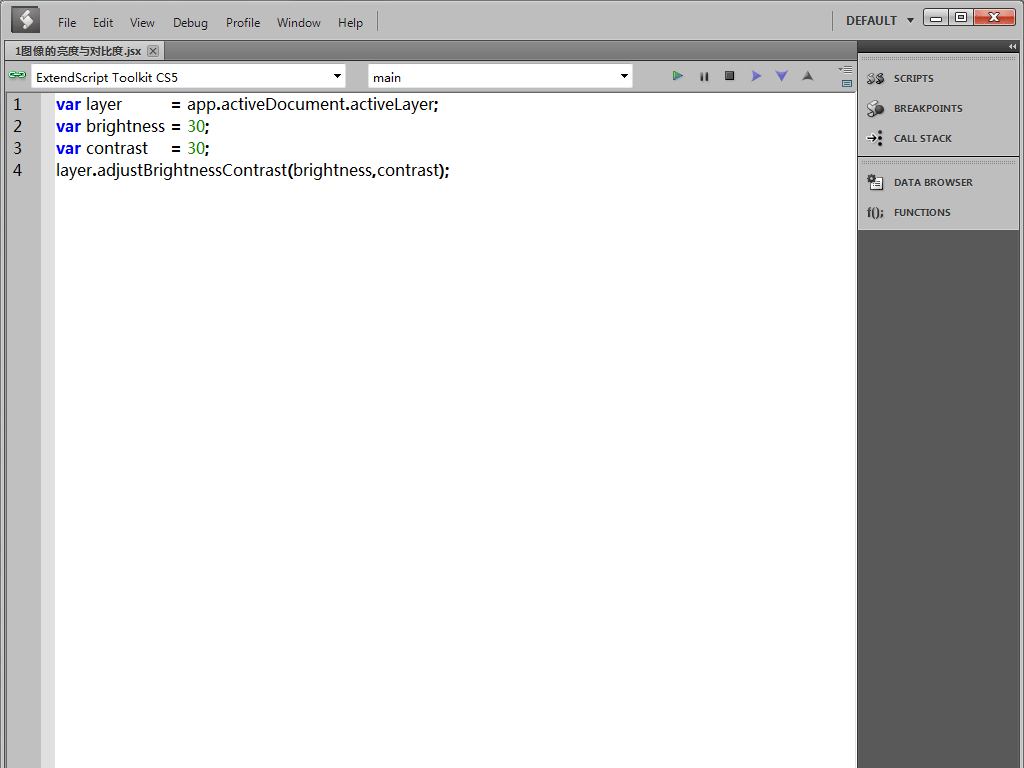 File Edit View Debug Profile Window Help DEFAULT
1图像的亮度与对比度.jsx
ExtendScript Toolkit CS5 main
1 var layer = app.activeDocument.activeLayer;
2 var brightness = 30;
3 var contrast = 30;
4 layer.adjustBrightnessContrast(brightness,contrast);
SCRIPTS
BREAKPOINTS
CALL STACK
DATA BROWSER
f(); FUNCTIONS